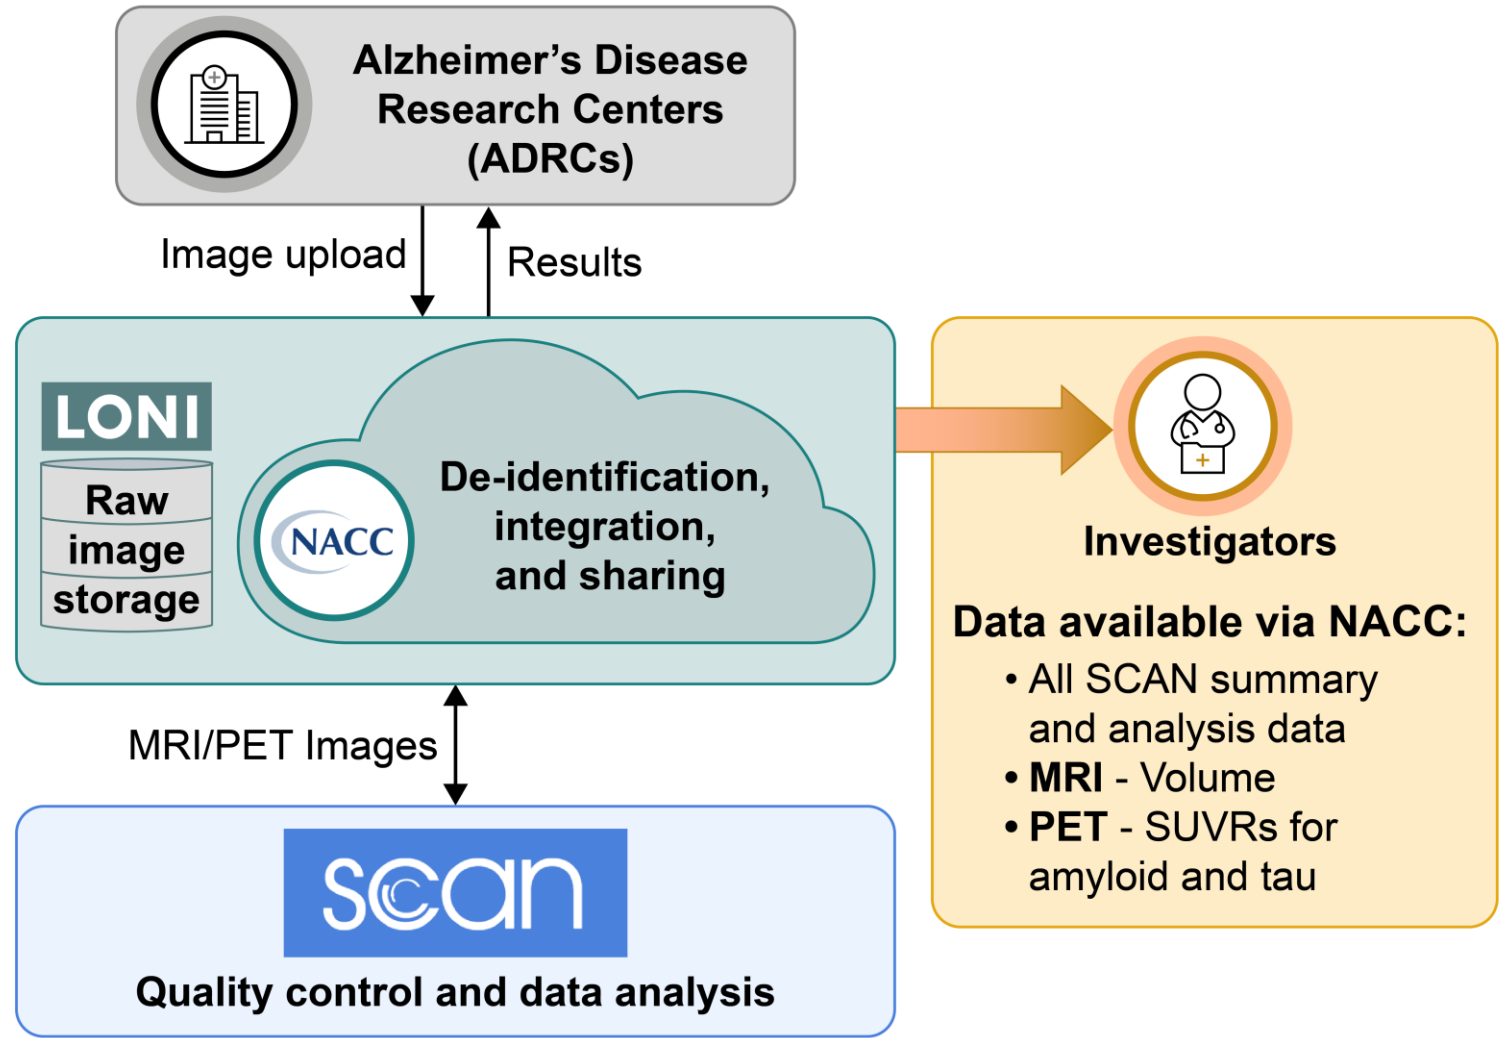 Alzheimer’s Disease
Research Centers
(ADRCs)
Image upload
Results
LONI
Raw
image
storage
NACC
De-identification,
integration,
and sharing
Investigators
Data available via NACC:
• All SCAN summary
and analysis data
• MRI - Volume
• PET - SUVRs for
amyloid and tau
MRI/PET Images
scan
Quality control and data analysis